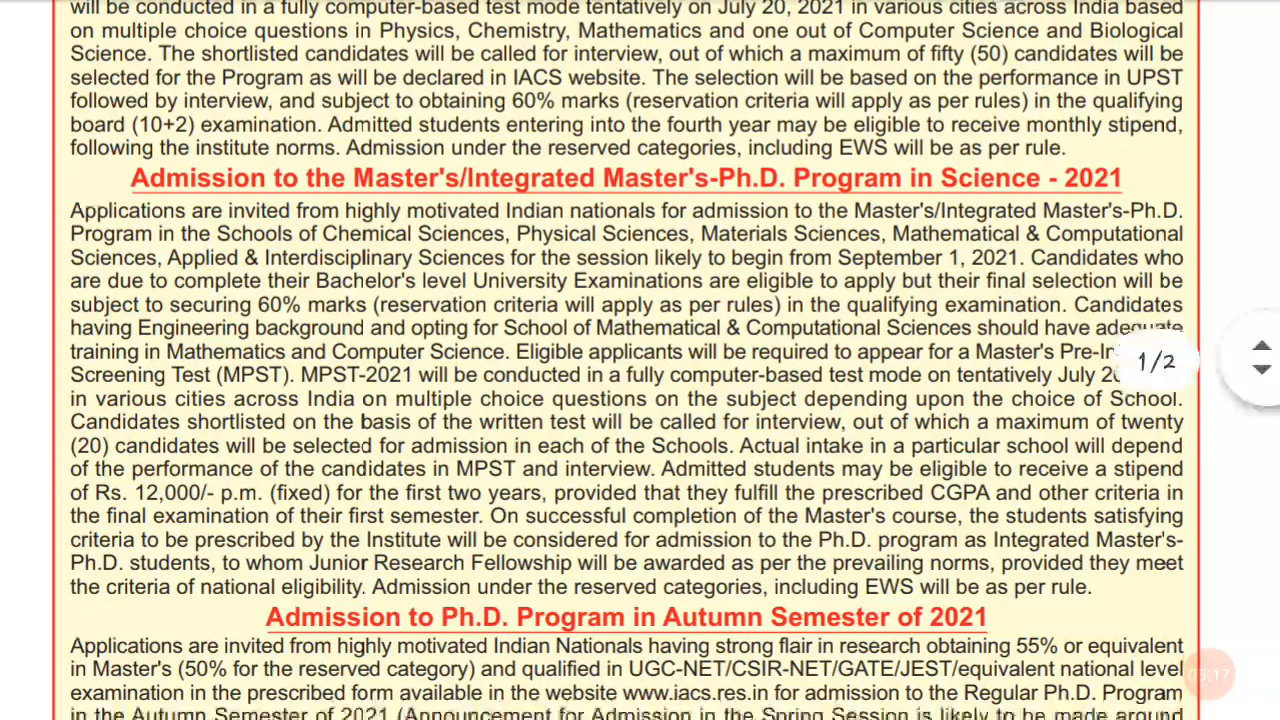 will be conducted in a fully computer-based test mode tentatively on July 20, 2021 in various cities across India based
on multiple choice questions in Physics, Chemistry, Mathematics and one out of Computer Science and Biological
Science. The shortlisted candidates will be called for interview, out of which a maximum of fifty (50) candidates will be
selected for the Program as will be declared in IACS website. The selection will be based on the performance in UPST
followed by interview, and subject to obtaining 60% marks (reservation criteria will apply as per rules) in the qualifying
board (10+2) examination. Admitted students entering into the fourth year may be eligible to receive monthly stipend,
following the institute norms. Admission under the reserved categories, including EWS will be as per rule.
Admission to the Master's/Integrated Master's-Ph.D. Program in Science - 2021
Applications are invited from highly motivated Indian nationals for admission to the Master's/Integrated Master's-Ph.D.
Program in the Schools of Chemical Sciences, Physical Sciences, Materials Sciences, Mathematical & Computational
Sciences, Applied & Interdisciplinary Sciences for the session likely to begin from September 1, 2021. Candidates who
are due to complete their Bachelor's level University Examinations are eligible to apply but their final selection will be
subject to securing 60% marks (reservation criteria will apply as per rules) in the qualifying examination. Candidates
having Engineering background and opting for School of Mathematical & Computational Sciences should have adequate
training in Mathematics and Computer Science. Eligible applicants will be required to appear for a Master's
Screening Test (MPST). MPST-2021 will be conducted in a fully computer-based test mode on tentatively July
in various cities across India on multiple choice questions on the subject depending upon the choice of School.
Candidates shortlisted on the basis of the written test will be called for interview, out of which a maximum of twenty
(20) candidates will be selected for admission in each of the Schools. Actual intake in a particular school will depend
of the performance of the candidates in MPST and interview. Admitted students may be eligible to receive a stipend
of Rs. 12,000/- p.m. (fixed) for the first two years, provided that they fulfill the prescribed CGPA and other criteria in
the final examination of their first semester. On successful completion of the Master's course, the students satisfying
criteria to be prescribed by the Institute will be considered for admission to the Ph.D. program as Integrated Master's-
Ph.D. students, to whom Junior Research Fellowship will be awarded as per the prevailing norms, provided they meet
the criteria of national eligibility. Admission under the reserved categories, including EWS will be as per rule.
Admission to Ph.D. Program in Autumn Semester of 2021
Applications are invited from highly motivated Indian Nationals having strong flair in research obtaining 55% or equivalent
in Master's (50% for the reserved category) and qualified in UGC-NET/CSIR-NET/GATE/JEST/equivalent national level
examination in the prescribed form available in the website www.iacs.res.in for admission to the Regular Ph.D. Program
in the Autumn Semester of 2021 (Announcement for Admission in the Spring Session is likely to be made around
1/2
05:17